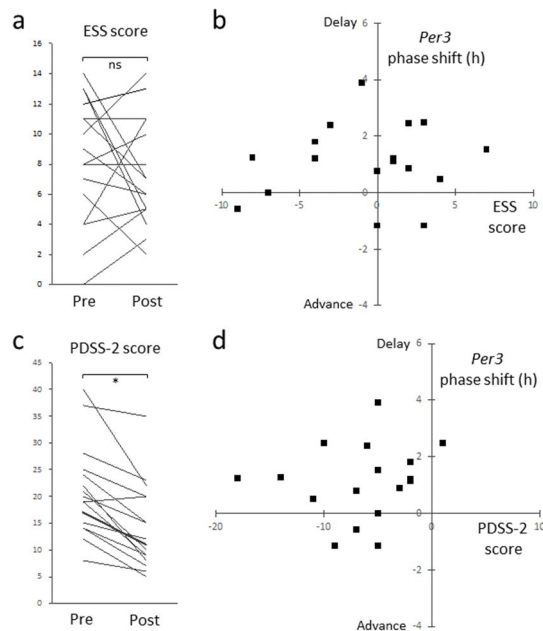 a
ESS score
ns
16
14
12
10
8
6
4
2
0
Pre Post
b
Delay
Per3
phase shift (h)
6
4
2
0
-2
-4
-10 -5 0 5 10
ESS
score
Advance
c
PDSS-2 score
*
45
40
35
30
25
20
15
10
5
0
Pre Post
d
Delay
Per3
phase shift (h)
6
4
2
0
-2
-4
-20 -10 0 10
PDSS-2
score
Advance